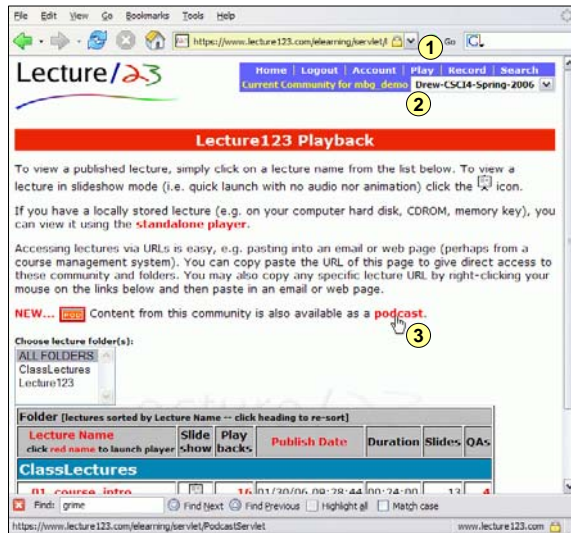 File Edit View Go Bookmarks Tools Help
https://www.lecture123.com/elearning/servlet/l Go
1
Lecture/23
Home | Logout | Account | Play | Record | Search
Current Community for mbg_demo Drew-CSCI4-Spring-2006
2
Lecture123 Playback
To view a published lecture, simply click on a lecture name from the list below. To view a
lecture in slideshow mode (i.e. quick launch with no audio nor animation) click the icon.
If you have a locally stored lecture (e.g. on your computer hard disk, CDROM, memory key), you
can view it using the standalone player.
Accessing lectures via URLs is easy, e.g. pasting into an email or web page (perhaps from a
course management system). You can copy paste the URL of this page to give direct access to
these community and folders. You may also copy any specific lecture URL by right-clicking your
mouse on the links below and then paste in an email or web page.
NEW... Content from this community is also available as a podcast.
3
Choose lecture folder(s):
ALL FOLDERS
ClassLectures
Lecture123
Folder [lectures sorted by Lecture Name -- click heading to re-sort]
Lecture Name
click red name to launch player
Slide show
Play backs
Publish Date
Duration
Slides
QAs
ClassLectures
01 course intro 16 01/30/06 09:28:44 00:24:00 13 4
Find: grime Find Next Find Previous Highlight all Match case
https://www.lecture123.com/elearning/servlet/PodcastServlet www.lecture123.com